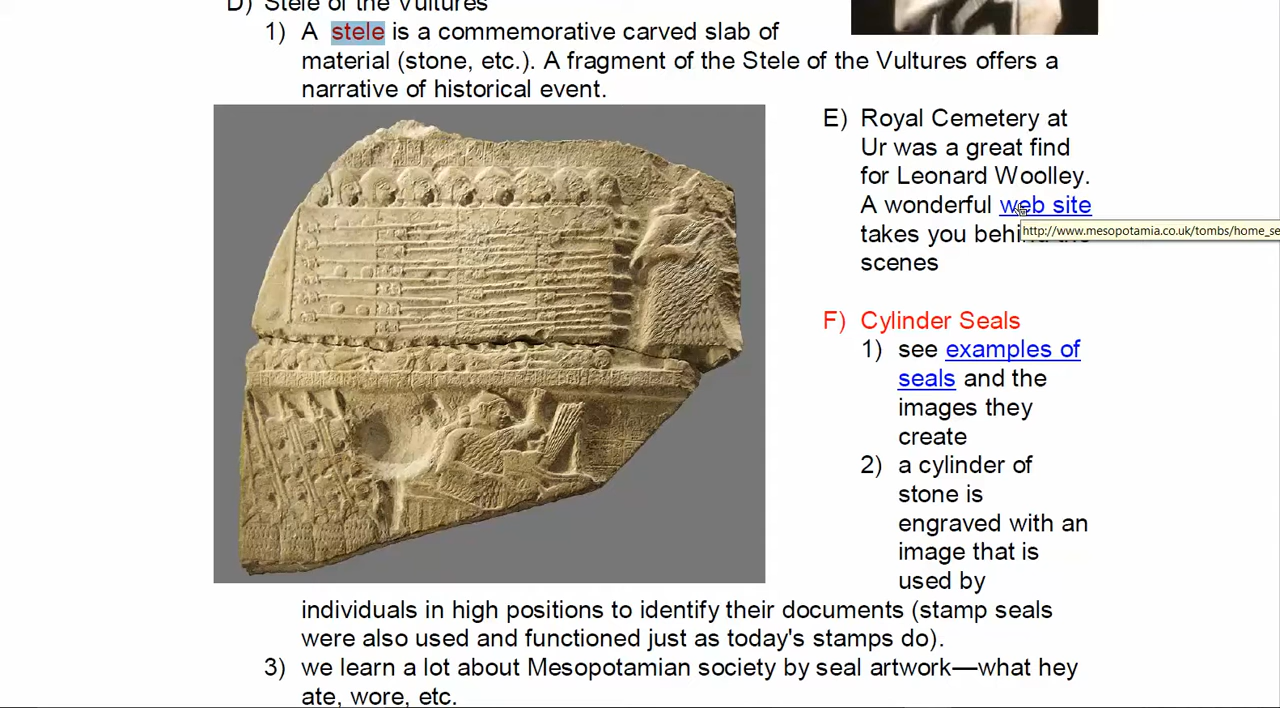 D) Stele of the Vultures
1) A stele is a commemorative carved slab of
material (stone, etc.). A fragment of the Stele of the Vultures offers a
narrative of historical event.
E) Royal Cemetery at
Ur was a great find
for Leonard Woolley.
A wonderful web site
http://www.mesopotamia.co.uk/tombs/home_se
takes you behind the
scenes
F) Cylinder Seals
1) see examples of
seals and the
images they
create
2) a cylinder of
stone is
engraved with an
image that is
used by
individuals in high positions to identify their documents (stamp seals
were also used and functioned just as today's stamps do).
3) we learn a lot about Mesopotamian society by seal artwork—what hey
ate, wore, etc.